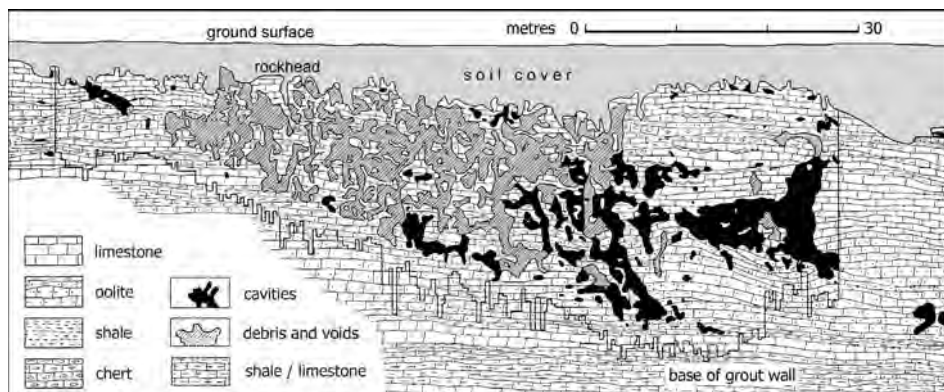 ground surface
metres 0 30
rockhead
soil cover
limestone
oolite
shale
chert
cavities
debris and voids
shale / limestone
base of grout wall